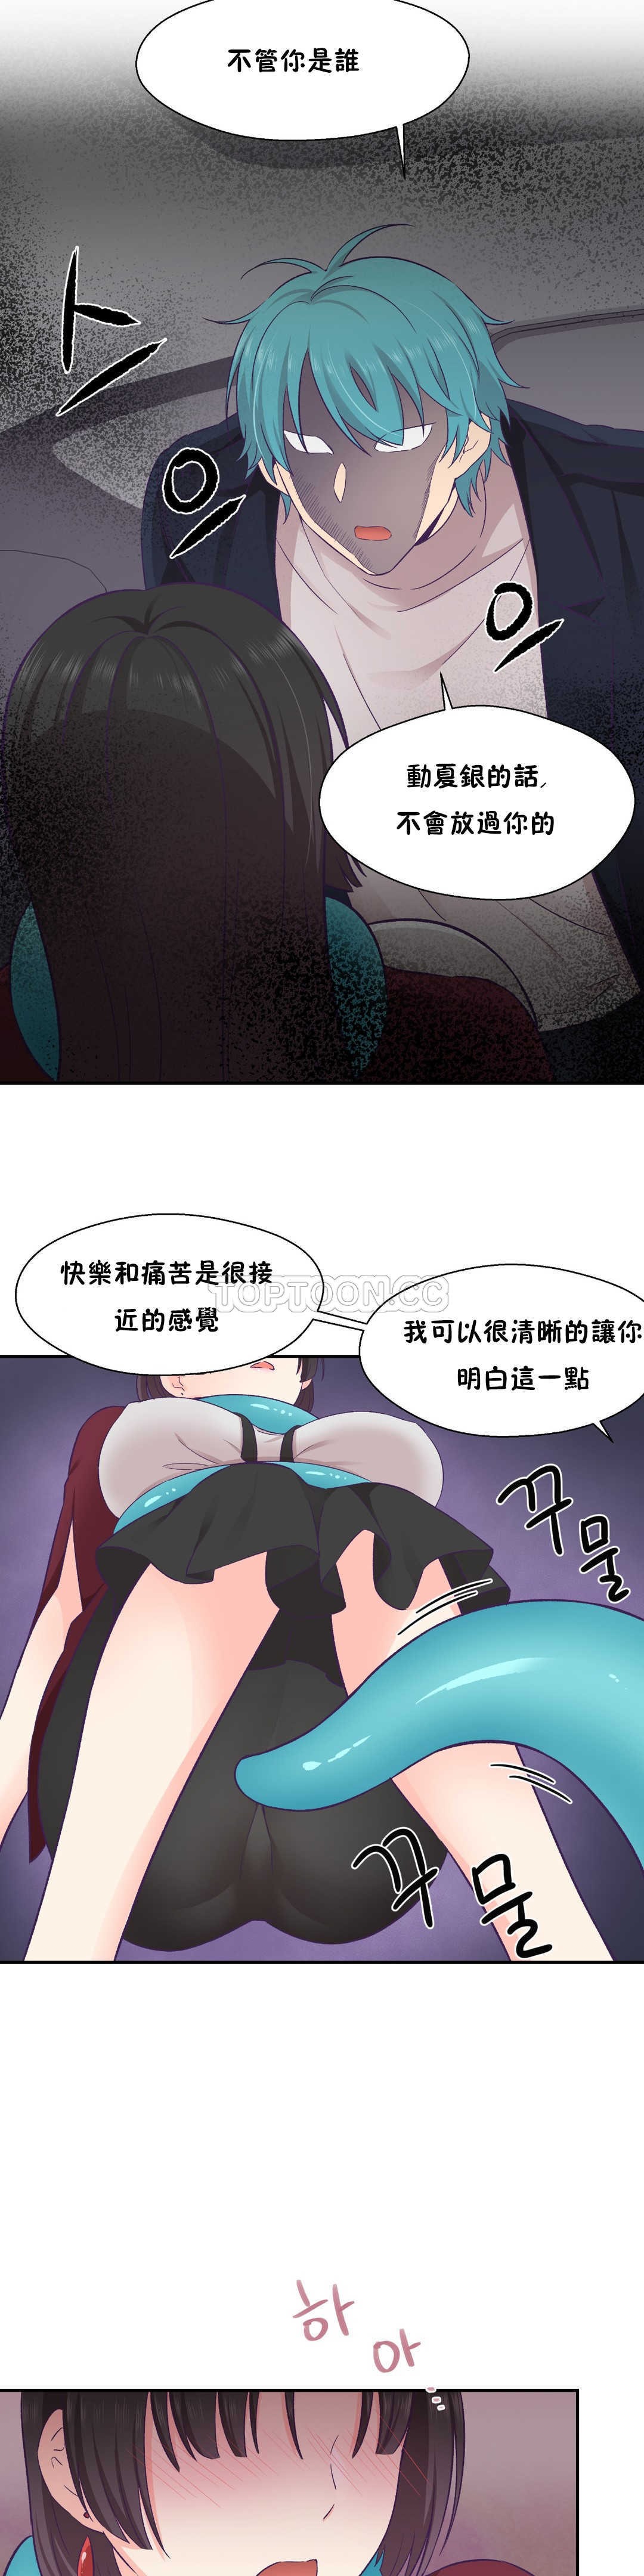 不管你是誰
스
으
으
動夏銀的話,
不會放過你的
快樂和痛苦是很接
近的感覺
TOPTOON.CC
我可以很清晰的讓你
明白這一點
꾸물
꾸물
하아